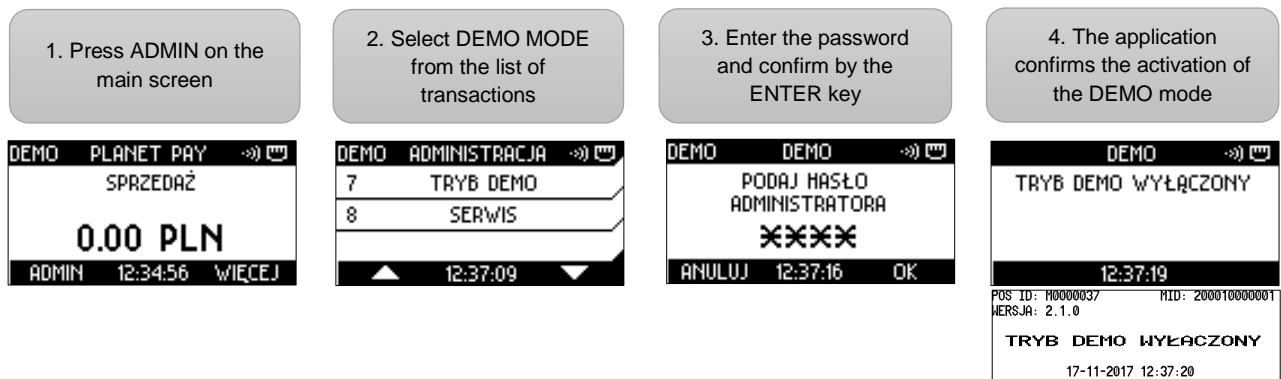 1. Press ADMIN on the
main screen
2. Select DEMO MODE
from the list of
transactions
3. Enter the password
and confirm by the
ENTER key
4. The application
confirms the activation of
the DEMO mode
DEMO PLANET PAY
SPRZEDAŻ
0.00 PLN
ADMIN 12:34:56 WIĘCEJ
DEMO ADMINISTRACJA
7 TRYB DEMO
8 SERWIS
12:37:09
DEMO DEMO
PODAJ HASŁO
ADMINISTRATORA
****
ANULUJ 12:37:16 OK
DEMO
TRYB DEMO WYŁĄCZONY
12:37:19
POS ID: M0000037 MID: 200010000001
WERSJA: 2.1.0
TRYB DEMO WYŁACZONY
17-11-2017 12:37:20